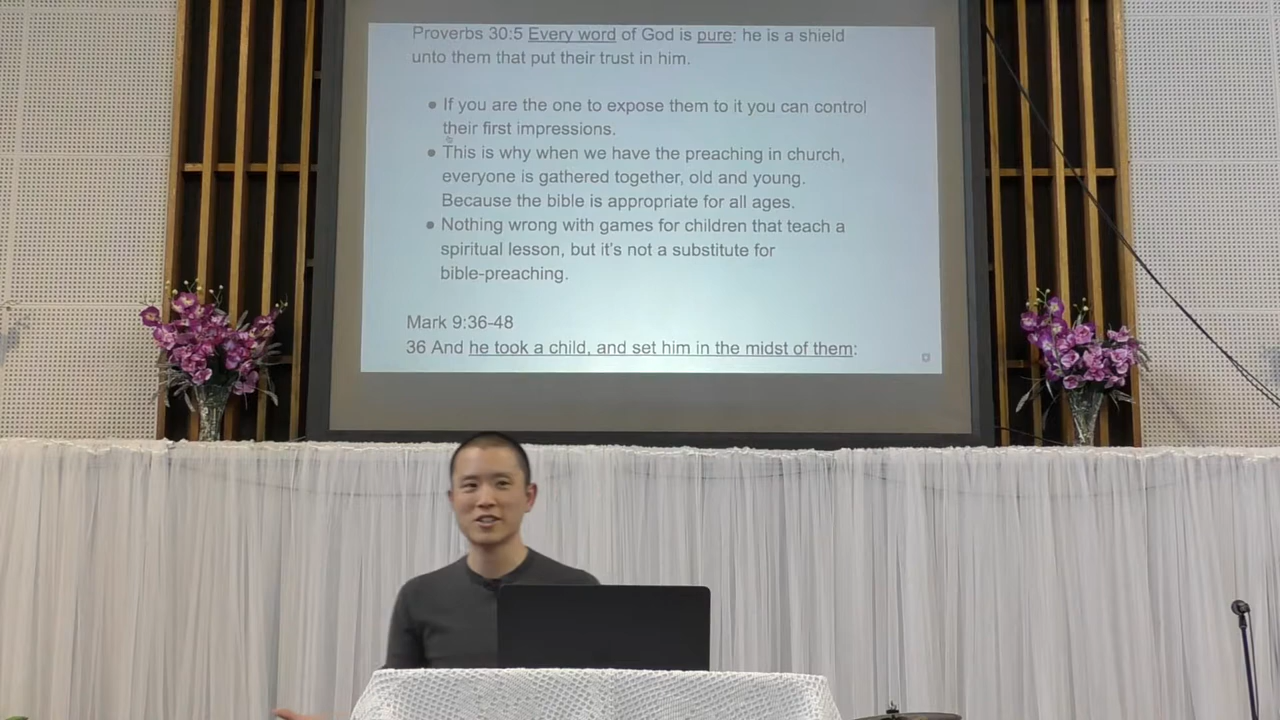 Proverbs 30:5 Every word of God is pure: he is a shield
unto them that put their trust in him.
● If you are the one to expose them to it you can control
their first impressions.
● This is why when we have the preaching in church,
everyone is gathered together, old and young.
Because the bible is appropriate for all ages.
● Nothing wrong with games for children that teach a
spiritual lesson, but it's not a substitute for
bible-preaching.
Mark 9:36-48
36 And he took a child, and set him in the midst of them: